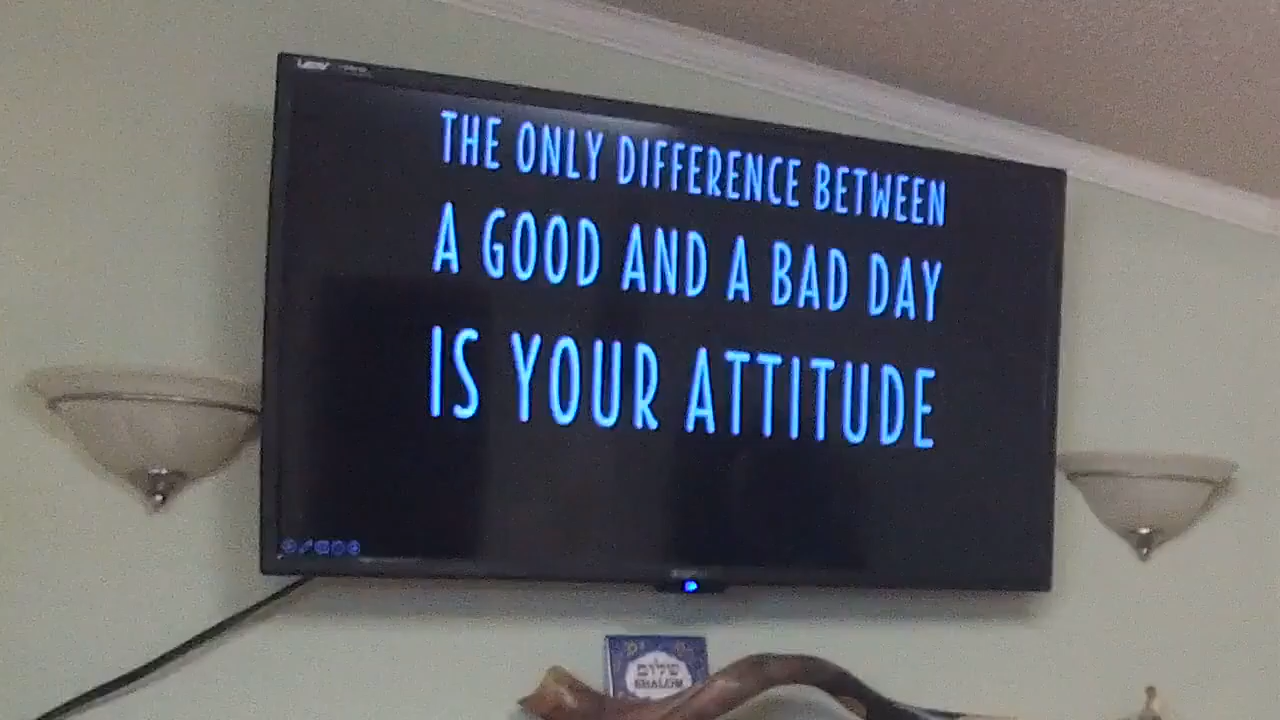 THE ONLY DIFFERENCE BETWEEN
A GOOD AND A BAD DAY
IS YOUR ATTITUDE
שלום
SHALOM